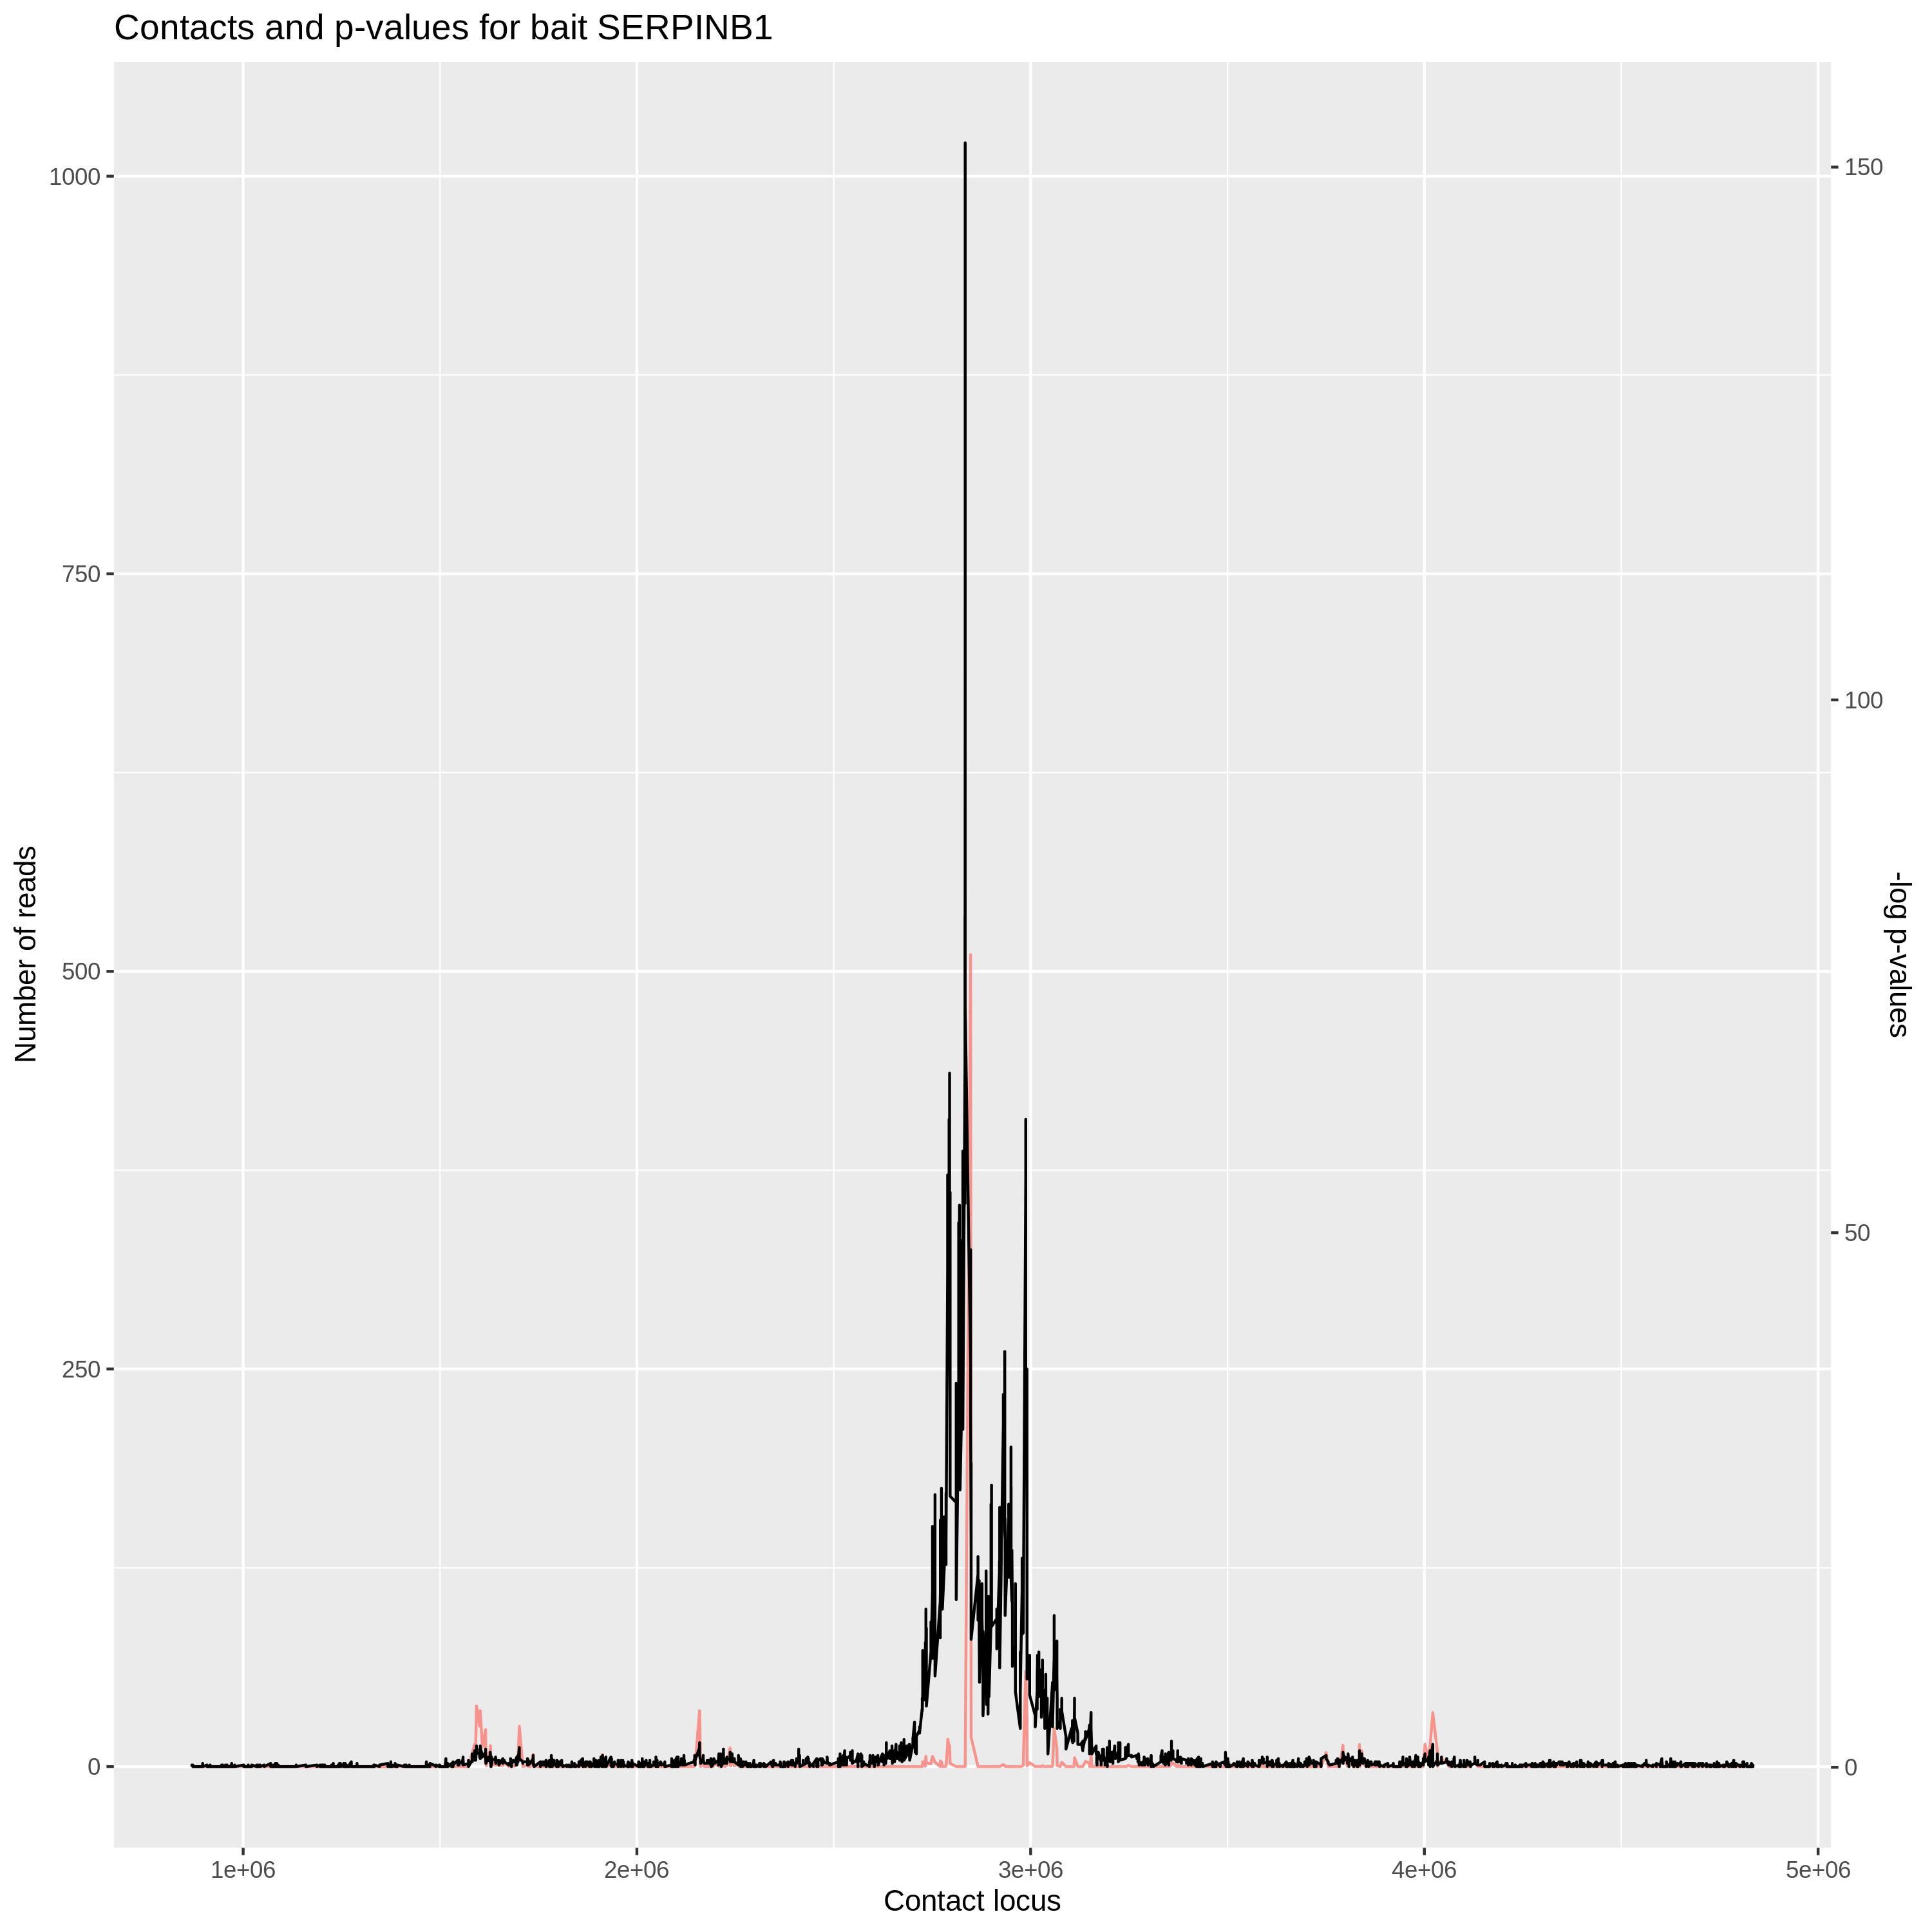 Contacts and p-values for bait SERPINB1
1000
750
500
250
0
Number of reads
150
100
50
0
-log p-values
1e+06
2e+06
3e+06
4e+06
5e+06
Contact locus